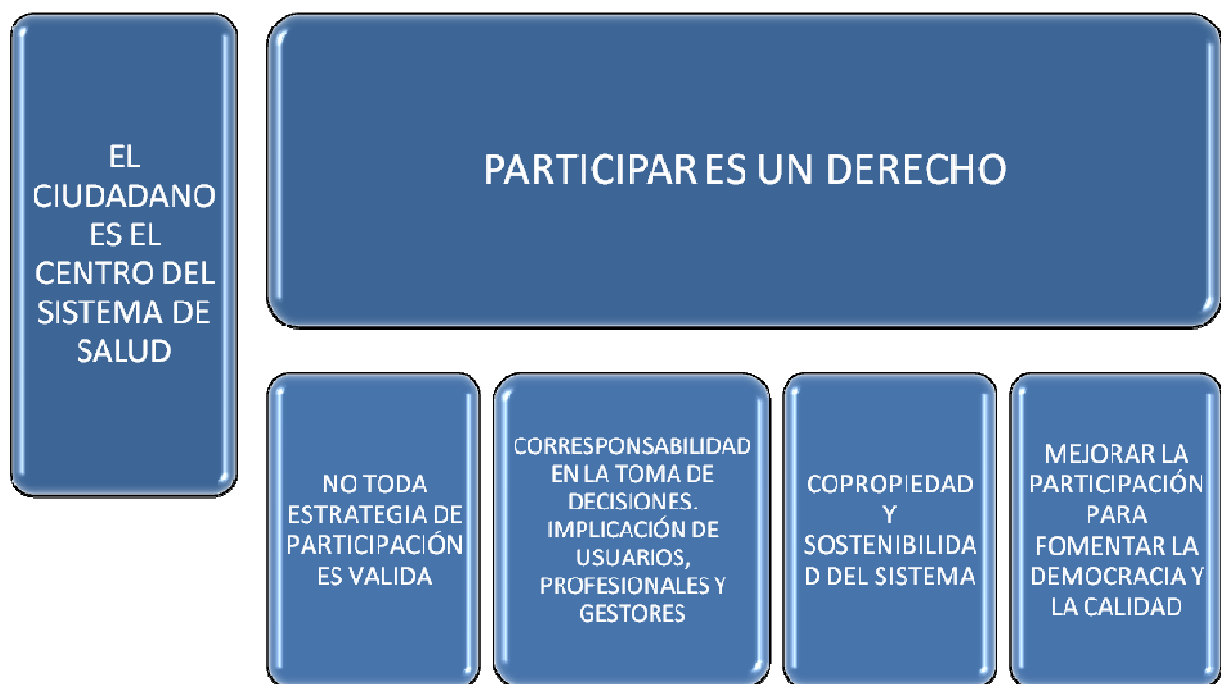 EL
CIUDADANO
ES EL
CENTRO DEL
SISTEMA DE
SALUD
PARTICIPAR ES UN DERECHO
NO TODA
ESTRATEGIA DE
PARTICIPACIÓN
ES VALIDA
CORRESPONSABILIDAD
EN LA TOMA DE
DECISIONES.
IMPLICACIÓN DE
USUARIOS,
PROFESIONALES Y
GESTORES
COPROPIEDAD
Y
SOSTENIBILIDA
D DEL SISTEMA
MEJORAR LA
PARTICIPACIÓN
PARA
FOMENTAR LA
DEMOCRACIA Y
LA CALIDAD